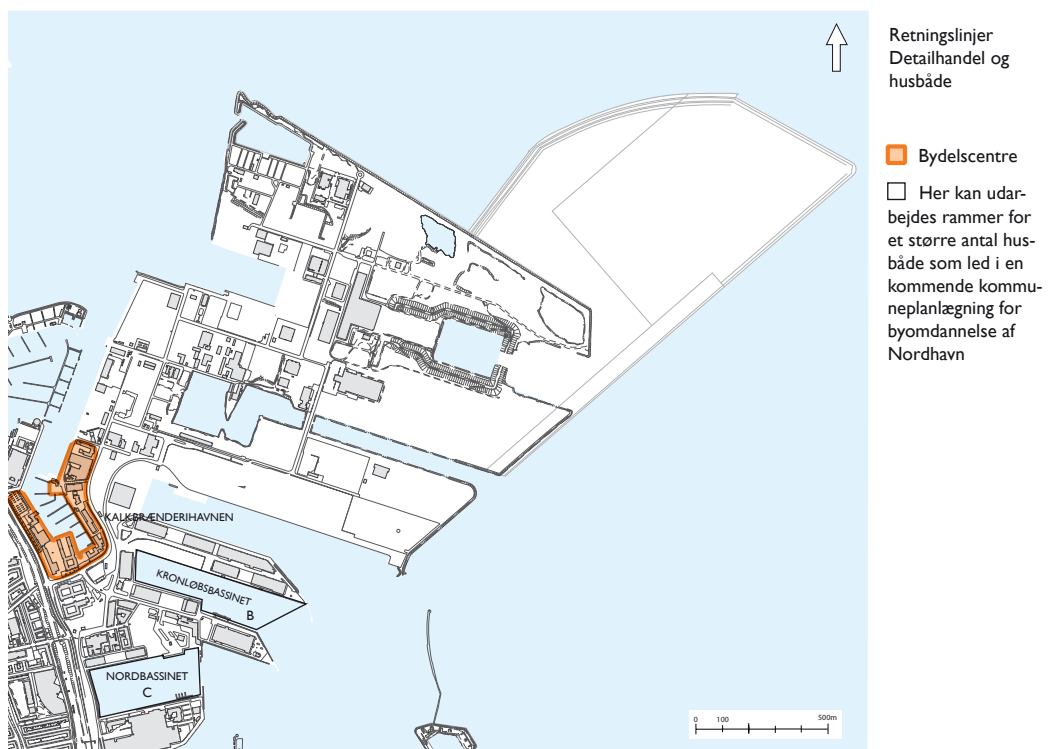 Retningslinjer
Detailhandel og
husbåde
Bydelscentre
Her kan udar-
bejdes rammer for
et større antal hus-
både som led i en
kommende kommu-
neplanlægning for
byomdannelse af
Nordhavn
KALKBRÆNDERIHAVNEN
KRONLØBSBASSINET
B
NORDBASSINET
C
0 100 500m